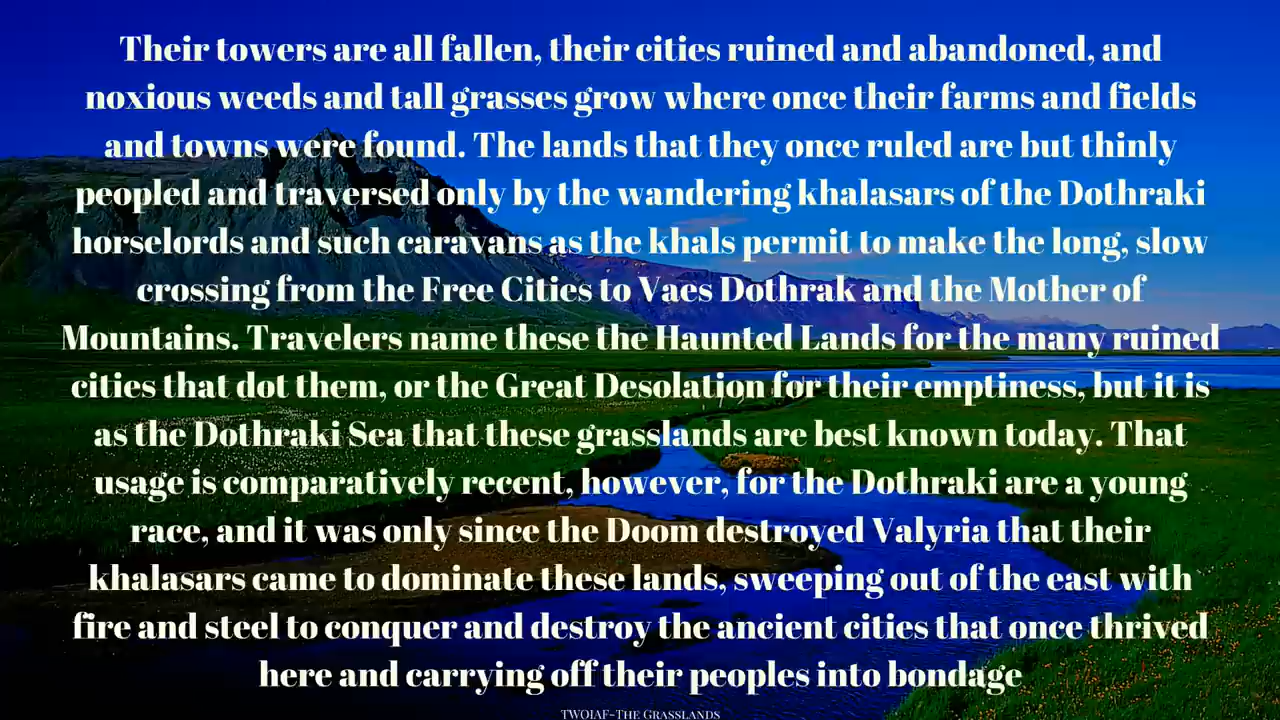 Their towers are all fallen, their cities ruined and abandoned, and
noxious weeds and tall grasses grow where once their farms and fields
and towns were found. The lands that they once ruled are but thinly
peopled and traversed only by the wandering khalasars of the Dothraki
horselords and such caravans as the khals permit to make the long, slow
crossing from the Free Cities to Vaes Dothrak and the Mother of
Mountains. Travelers name these the Haunted Lands for the many ruined
cities that dot them, or the Great Desolation for their emptiness, but it is
as the Dothraki Sea that these grasslands are best known today. That
usage is comparatively recent, however, for the Dothraki are a young
race, and it was only since the Doom destroyed Valyria that their
khalasars came to dominate these lands, sweeping out of the east with
fire and steel to conquer and destroy the ancient cities that once thrived
here and carrying off their peoples into bondage
TWOIAF-The Grasslands